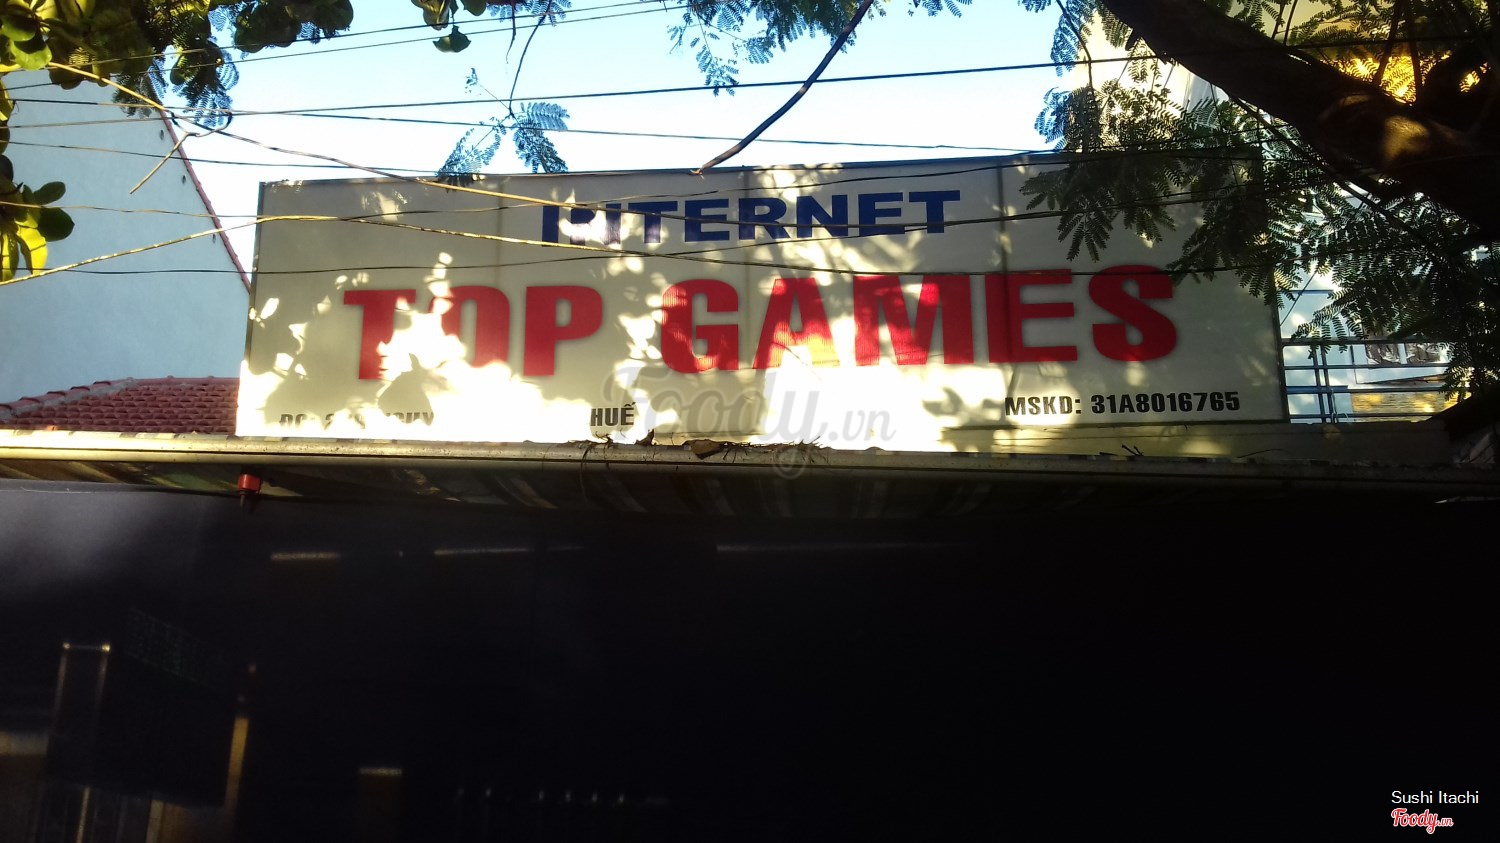 INTERNET
TOP GAMES
HUẾ
MSKD: 31A8016765
Foody.vn
Sushi Itachi
Foody.vn